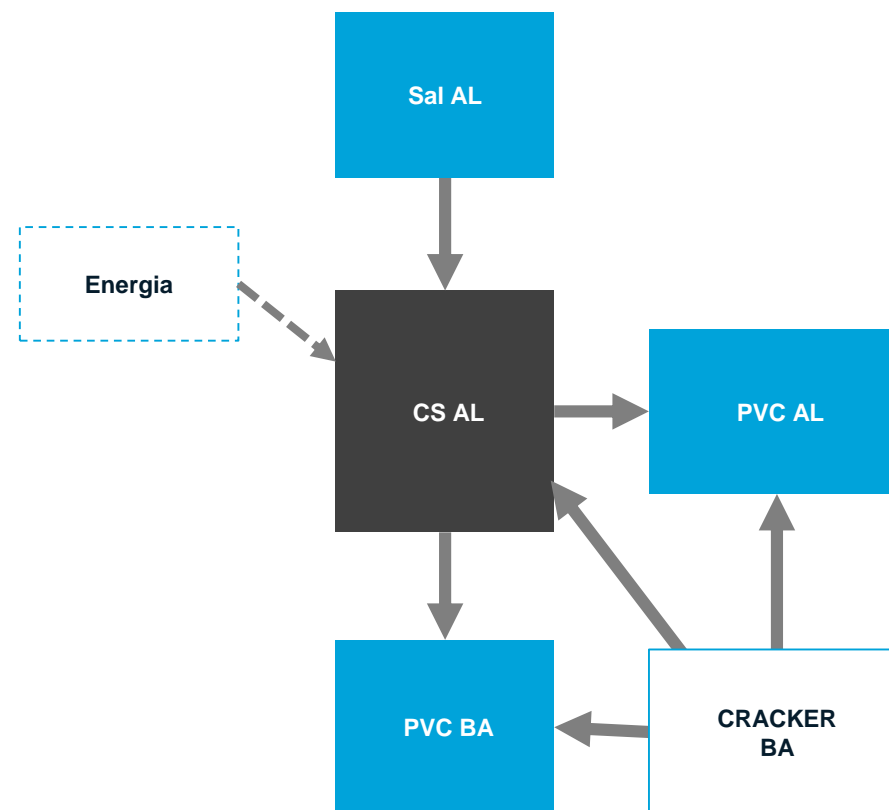 Sal AL
Energia
CS AL
PVC AL
PVC BA
CRACKER
BA